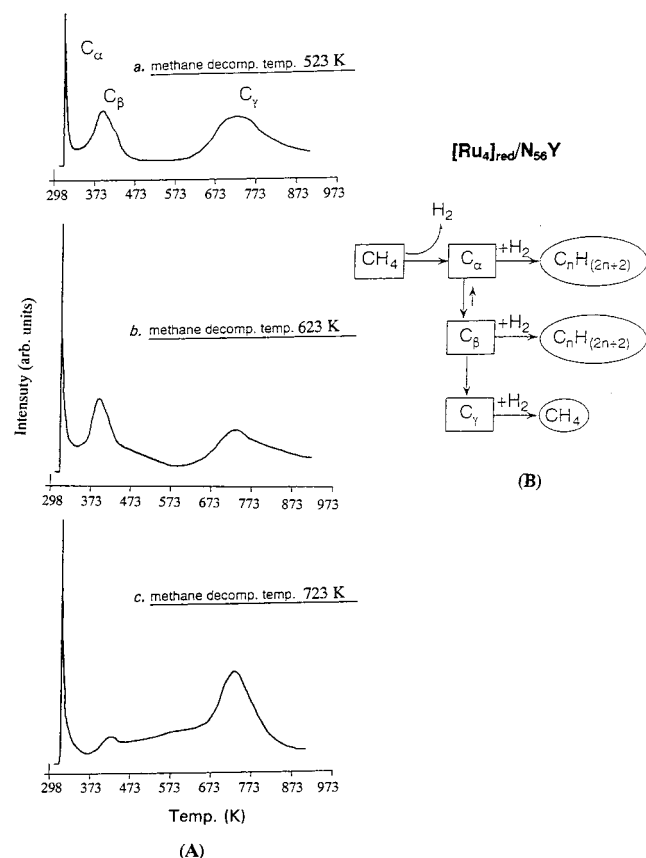 Cα
a. methane decomp. temp. 523 K
Cβ
Cγ
298 373 473 573 673 773 873 973
b. methane decomp. temp. 623 K
298 373 473 573 673 773 873 973
c. methane decomp. temp. 723 K
298 373 473 573 673 773 873 973
Temp. (K)
Intensuty (arb. units)
(A)
[Ru₄]red/N₅₆Y
H₂
CH₄
Cα
+H₂
CnH(2n+2)
Cβ
+H₂
CnH(2n+2)
Cγ
+H₂
CH₄
(B)